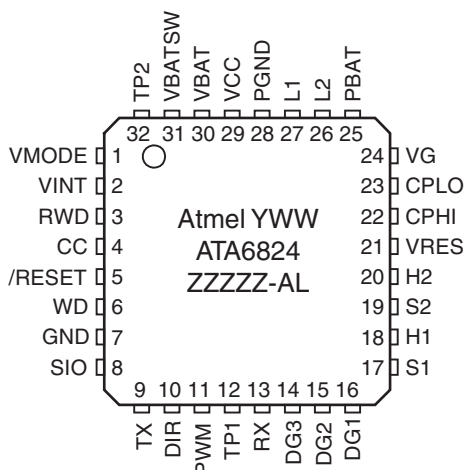 TP2 VBATSW VBAT VCC PGND L1 L2 PBAT
32 31 30 29 28 27 26 25
VMODE 1 24 VG
VINT 2 23 CPLO
RWD 3 22 CPHI
CC 4 21 VRES
/RESET 5 20 H2
WD 6 19 S2
GND 7 18 H1
SIO 8 17 S1
Atmel YWW
ATA6824
ZZZZZ-AL
9 10 11 12 13 14 15 16
TX DIR PWM TP1 RX DG3 DG2 DG1